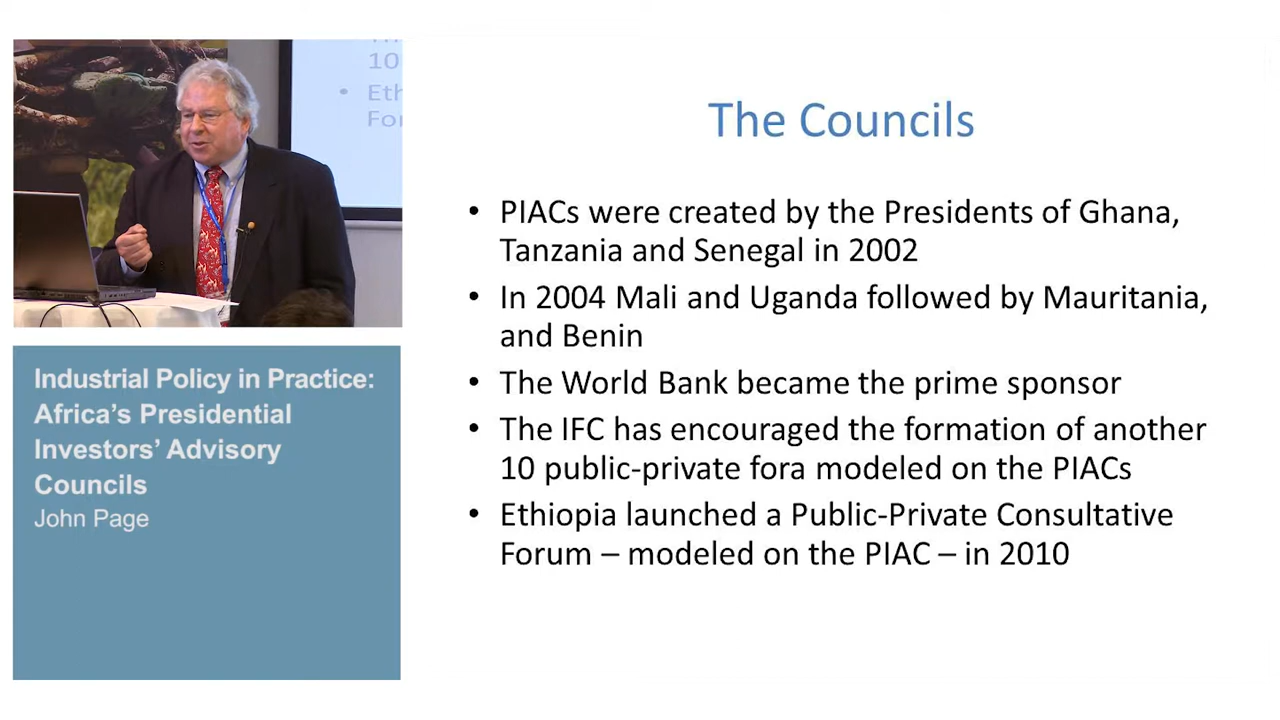 10
• Eth
For
Industrial Policy in Practice:
Africa's Presidential
Investors' Advisory
Councils
John Page
The Councils
• PIACs were created by the Presidents of Ghana,
Tanzania and Senegal in 2002
• In 2004 Mali and Uganda followed by Mauritania,
and Benin
• The World Bank became the prime sponsor
• The IFC has encouraged the formation of another
10 public-private fora modeled on the PIACs
• Ethiopia launched a Public-Private Consultative
Forum – modeled on the PIAC – in 2010